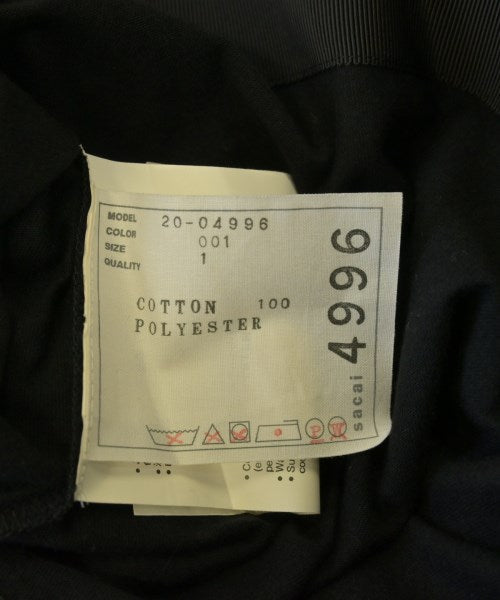 MODEL 20-04996
COLOR 001
SIZE 1
QUALITY
COTTON 100
POLYESTER
sacai 4996